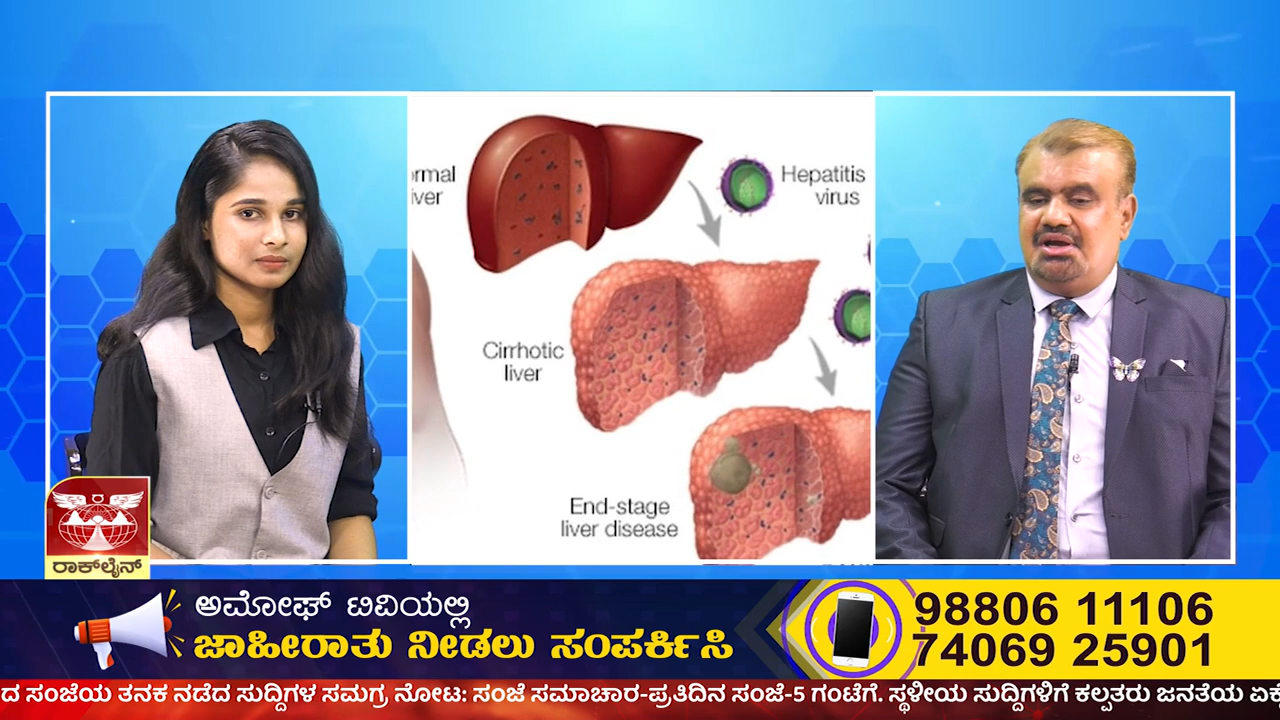 ormal
iver
Hepatitis
virus
Cirrhotic
liver
End-stage
liver disease
ರಾಕ್‌ಲೈನ್
ಅಮೋಘ್ ಟಿವಿಯಲ್ಲಿ
ಜಾಹೀರಾತು ನೀಡಲು ಸಂಪರ್ಕಿಸಿ
98806 11106
74069 25901
ದ ಸಂಜೆಯ ತನಕ ನಡೆದ ಸುದ್ದಿಗಳ ಸಮಗ್ರ ನೋಟ: ಸಂಜೆ ಸಮಾಚಾರ-ಪ್ರತಿದಿನ ಸಂಜೆ-5 ಗಂಟೆಗೆ. ಸ್ಥಳೀಯ ಸುದ್ದಿಗಳಿಗೆ ಕಲ್ಪತರು ಜನತೆಯ